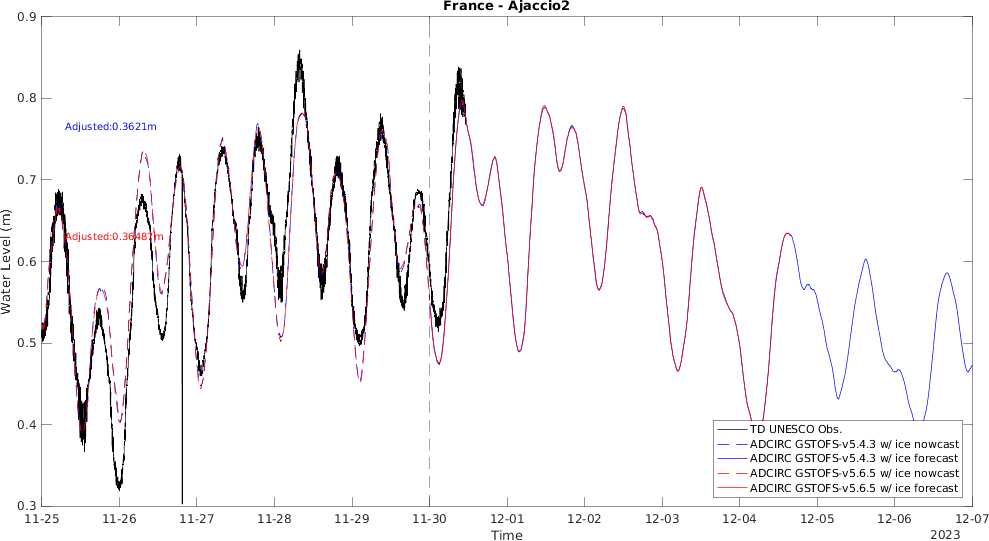 France - Ajaccio2
Water Level (m)
0.9
0.8
0.7
0.6
0.5
0.4
0.3
Adjusted:0.3621m
Adjusted:0.36487m
TD UNESCO Obs.
ADCIRC GSTOFS-v5.4.3 w/ ice nowcast
ADCIRC GSTOFS-v5.4.3 w/ ice forecast
ADCIRC GSTOFS-v5.6.5 w/ ice nowcast
ADCIRC GSTOFS-v5.6.5 w/ ice forecast
11-25 11-26 11-27 11-28 11-29 11-30 12-01 12-02 12-03 12-04 12-05 12-06 12-07
Time
2023